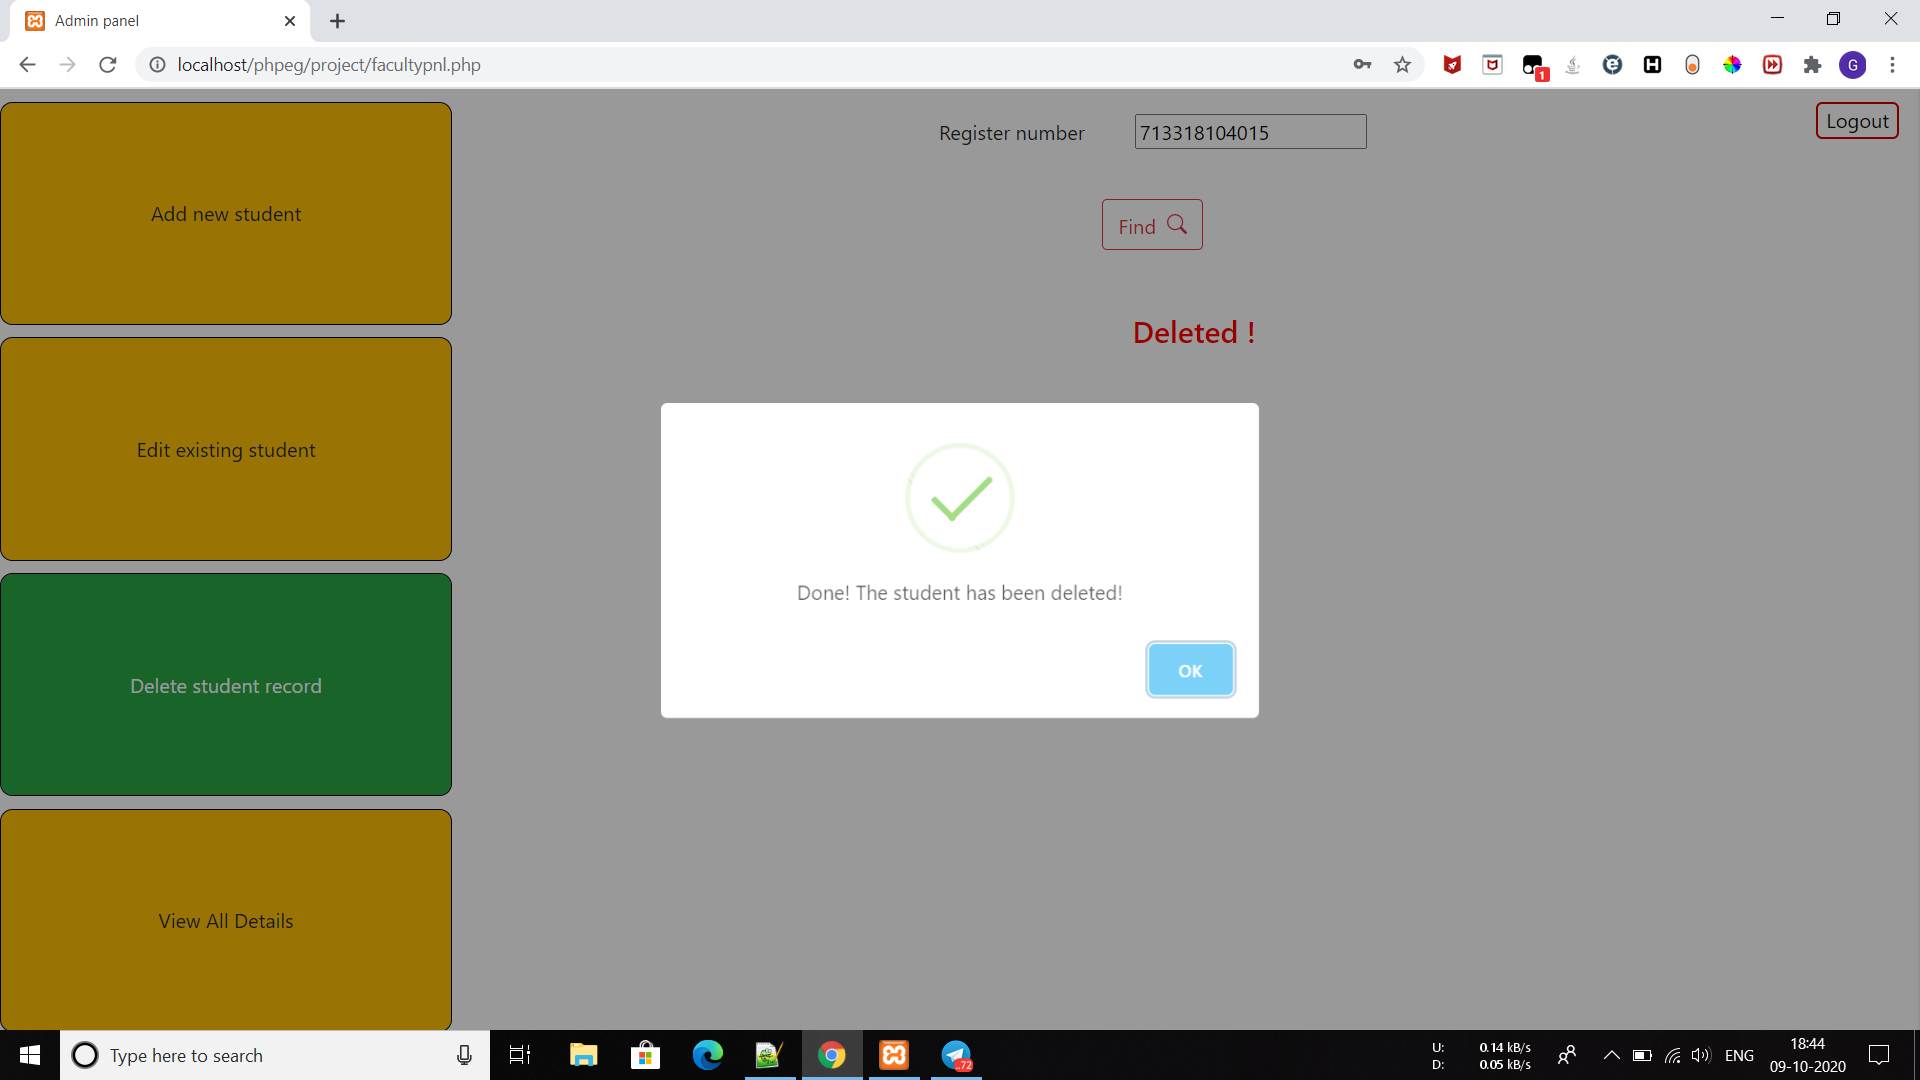 Admin panel
localhost/phpeg/project/facultypnl.php
1
G
Add new student
Register number
713318104015
Logout
Find
Deleted !
Edit existing student
Done! The student has been deleted!
OK
Delete student record
View All Details
Type here to search
72
U: 0.14 kB/s
D: 0.05 kB/s
ENG
18:44
09-10-2020